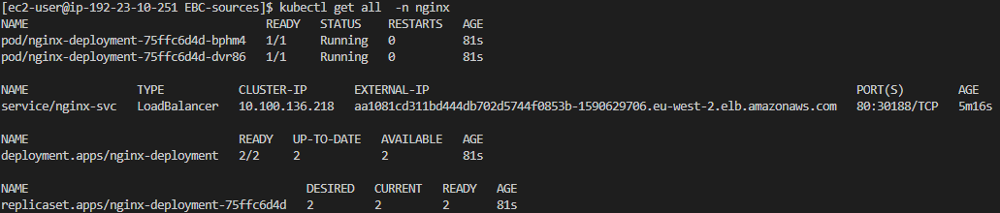 [ec2-user@ip-192-23-10-251 EBC-sources]$ kubectl get all  -n nginx
NAME                                    READY   STATUS    RESTARTS   AGE
pod/nginx-deployment-75ffc6d4d-bphm4   1/1     Running   0          81s
pod/nginx-deployment-75ffc6d4d-dvr86   1/1     Running   0          81s
NAME                TYPE           CLUSTER-IP       EXTERNAL-IP                                                               PORT(S)        AGE
service/nginx-svc   LoadBalancer   10.100.136.218   aa1081cd311bd444db702d5744f0853b-1590629706.eu-west-2.elb.amazonaws.com   80:30188/TCP   5m16s
NAME                               READY   UP-TO-DATE   AVAILABLE   AGE
deployment.apps/nginx-deployment   2/2     2            2           81s
NAME                                         DESIRED   CURRENT   READY   AGE
replicaset.apps/nginx-deployment-75ffc6d4d   2         2         2       81s